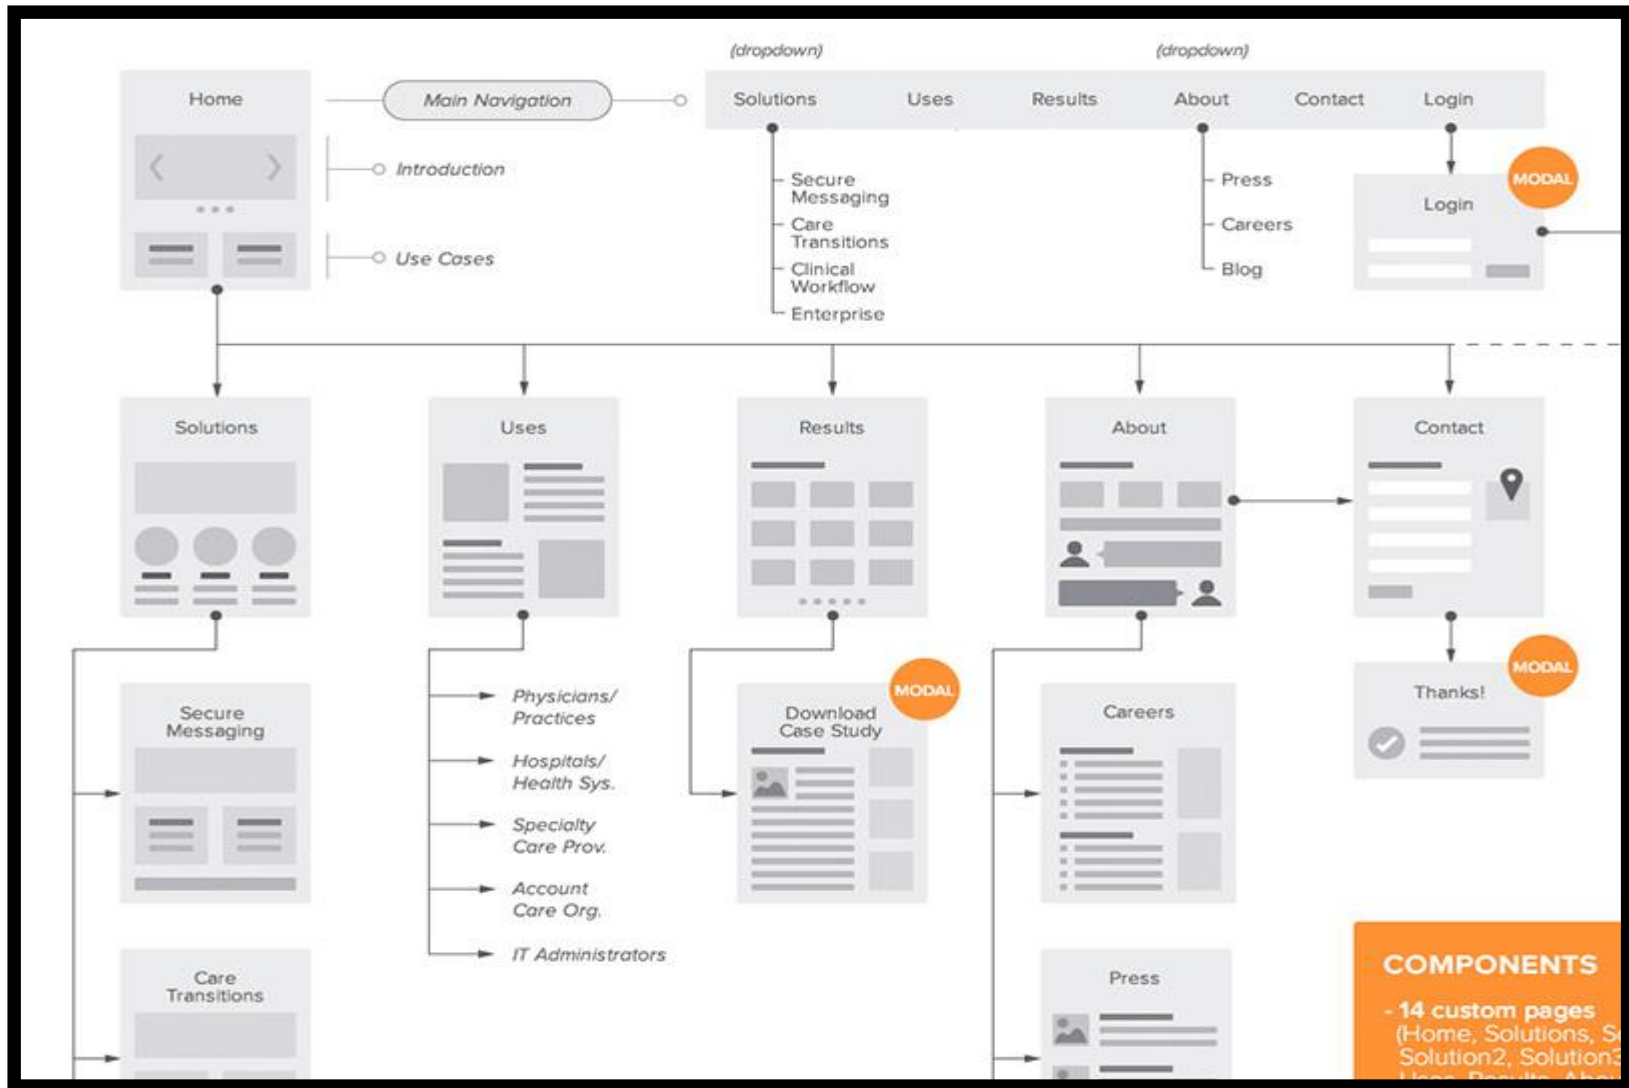 (dropdown)
(dropdown)
Home
Main Navigation
Solutions
Uses
Results
About
Contact
Login
Introduction
Use Cases
Secure
Messaging
Care
Transitions
Clinical
Workflow
Enterprise
Press
Careers
Blog
MODAL
Login
Solutions
Uses
Results
About
Contact
Secure
Messaging
Physicians/
Practices
Hospitals/
Health Sys.
Specialty
Care Prov.
Account
Care Org.
IT Administrators
MODAL
Download
Case Study
Careers
MODAL
Thanks!
Care
Transitions
Press
COMPONENTS
- 14 custom pages
(Home, Solutions,
Solution2, Solution3
Uses, Results,